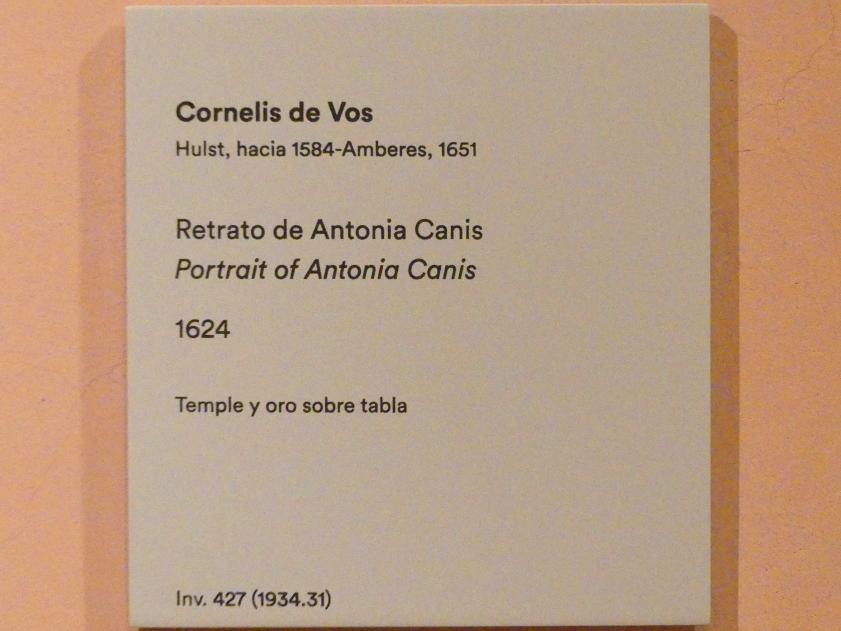 Cornelis de Vos
Hulst, hacia 1584-Amberes, 1651
Retrato de Antonia Canis
Portrait of Antonia Canis
1624
Temple y oro sobre tabla
Inv. 427 (1934.31)